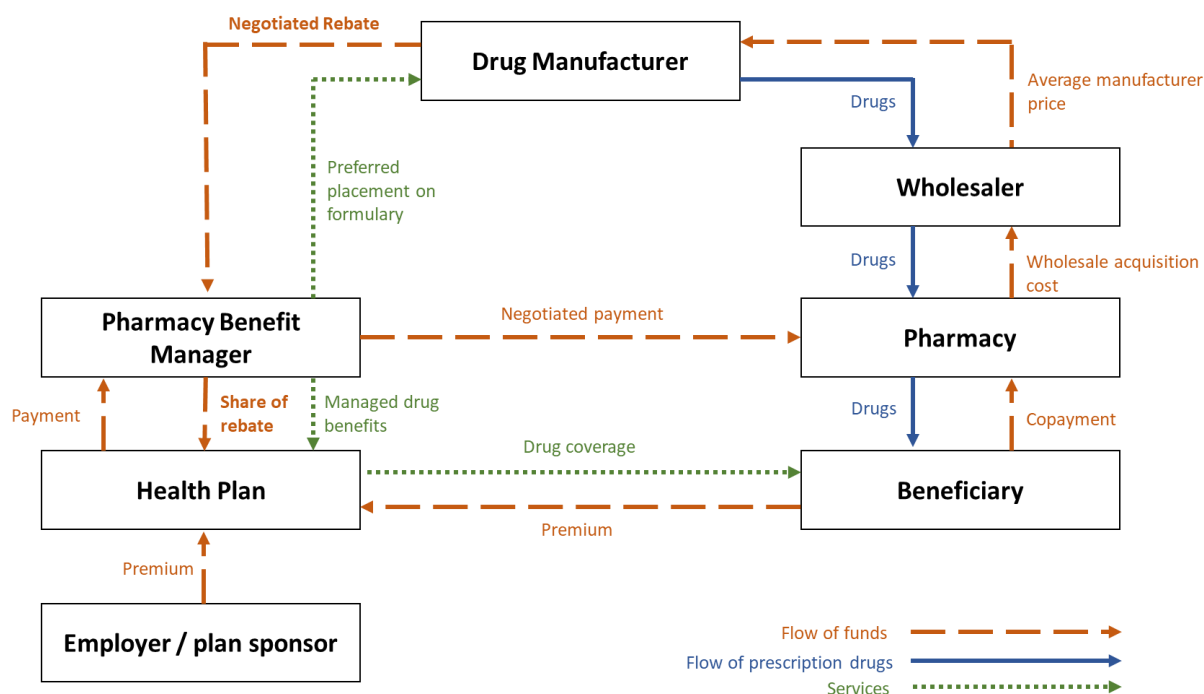 Negotiated Rebate
Drug Manufacturer
Average manufacturer
price
Drugs
Preferred
placement on
formulary
Wholesaler
Drugs
Wholesale acquisition
cost
Pharmacy Benefit
Manager
Negotiated payment
Pharmacy
Payment
Share of
rebate
Managed drug
benefits
Drugs
Copayment
Drug coverage
Health Plan
Beneficiary
Premium
Premium
Employer / plan sponsor
Flow of funds
Flow of prescription drugs
Services